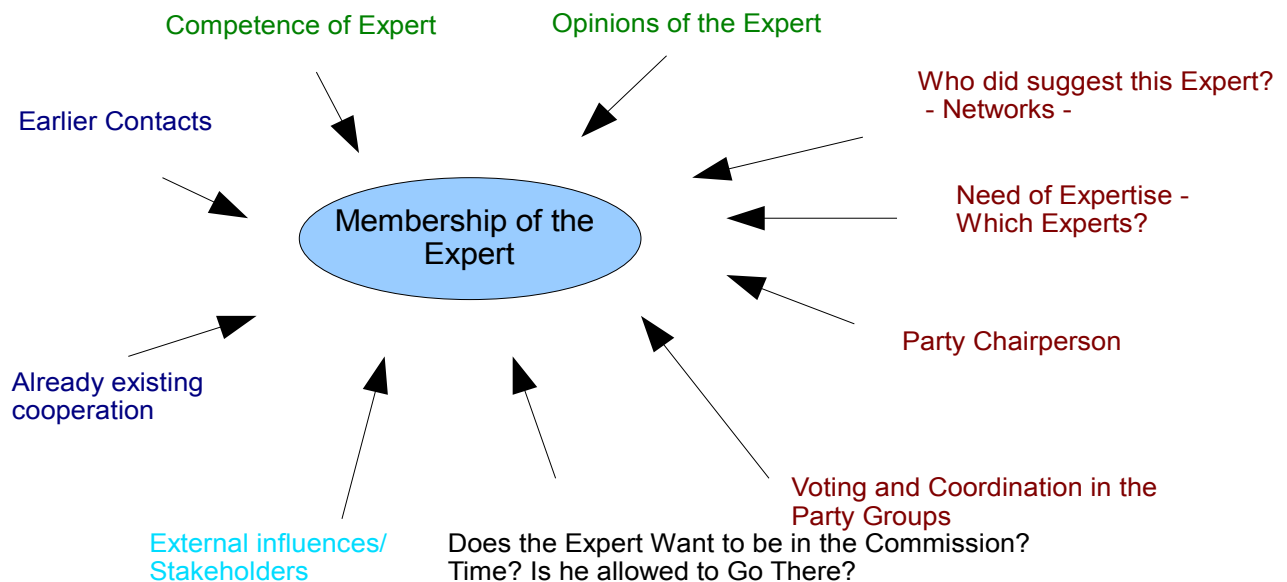 Competence of Expert
Opinions of the Expert
Who did suggest this Expert?
- Networks -
Earlier Contacts
Need of Expertise -
Which Experts?
Membership of the
Expert
Party Chairperson
Already existing
cooperation
Voting and Coordination in the
Party Groups
External influences/
Stakeholders
Does the Expert Want to be in the Commission?
Time? Is he allowed to Go There?